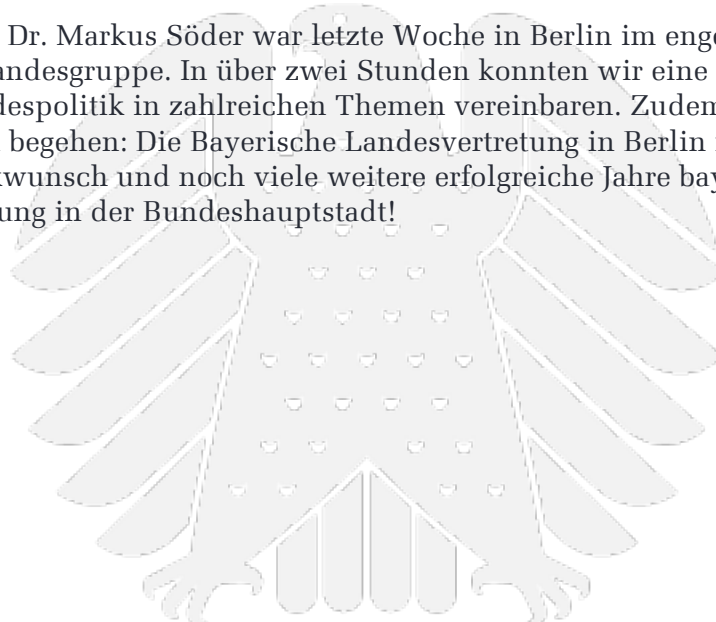 Dr. Markus Söder war letzte Woche in Berlin im enge
andesgruppe. In über zwei Stunden konnten wir eine
despolitik in zahlreichen Themen vereinbaren. Zudem
begehen: Die Bayerische Landesvertretung in Berlin
kwunsch und noch viele weitere erfolgreiche Jahre bay
ung in der Bundeshauptstadt!